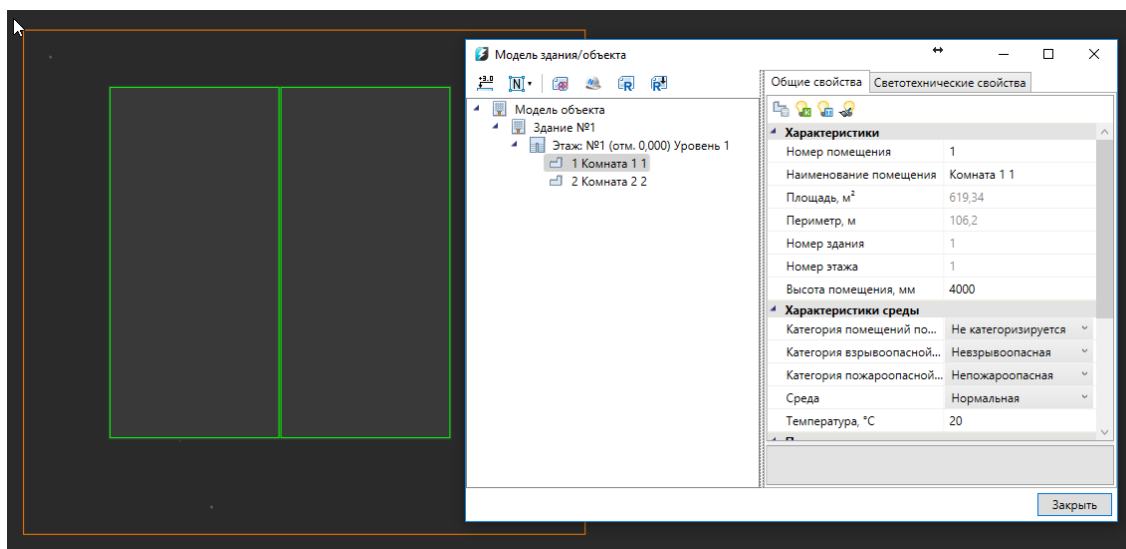 Модель здания/объекта
Общие свойства Светотехнические свойства
Модель объекта
Здание №1
Этаж: №1 (отм. 0,000) Уровень 1
1 Комната 1 1
2 Комната 2 2
Характеристики
Номер помещения 1
Наименование помещения Комната 1 1
Площадь, м² 619,34
Периметр, м 106,2
Номер здания 1
Номер этажа 1
Высота помещения, мм 4000
Характеристики среды
Категория помещений по... Не категоризируется
Категория взрывоопасной... Невзрывоопасная
Категория пожароопасной... Непожароопасная
Среда Нормальная
Температура, °C 20
Закрыть